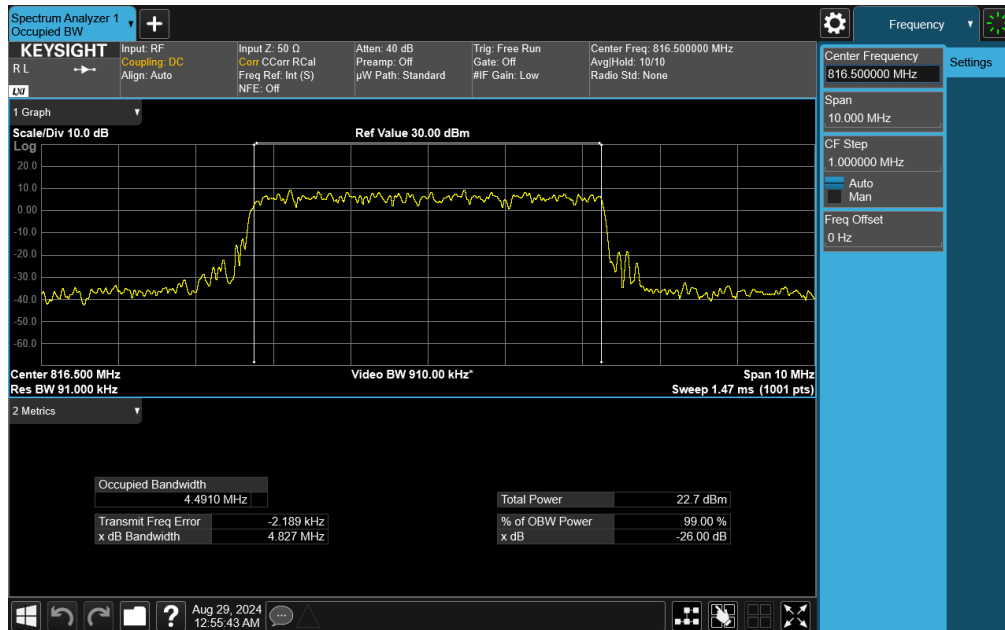 Spectrum Analyzer 1
Occupied BW
Frequency
KEYSIGHT
R L
LXI
Input: RF
Coupling: DC
Align: Auto
Input Z: 50 Ω
Corr CCorr RCal
Freq Ref: Int (S)
NFE: Off
Atten: 40 dB
Preamp: Off
µW Path: Standard
Trig: Free Run
Gate: Off
#IF Gain: Low
Center Freq: 816.500000 MHz
Avg|Hold: 10/10
Radio Std: None
Center Frequency
816.500000 MHz
Settings
Span
10.000 MHz
CF Step
1.000000 MHz
Auto
Man
Freq Offset
0 Hz
1 Graph
Scale/Div 10.0 dB
Ref Value 30.00 dBm
Log
20.0
10.0
0.00
-10.0
-20.0
-30.0
-40.0
-50.0
-60.0
Center 816.500 MHz
Video BW 910.00 kHz*
Span 10 MHz
Res BW 91.000 kHz
Sweep 1.47 ms (1001 pts)
2 Metrics
Occupied Bandwidth
4.4910 MHz
Total Power 22.7 dBm
Transmit Freq Error -2.189 kHz
% of OBW Power 99.00 %
x dB Bandwidth 4.827 MHz
x dB -26.00 dB
Aug 29, 2024
12:55:43 AM